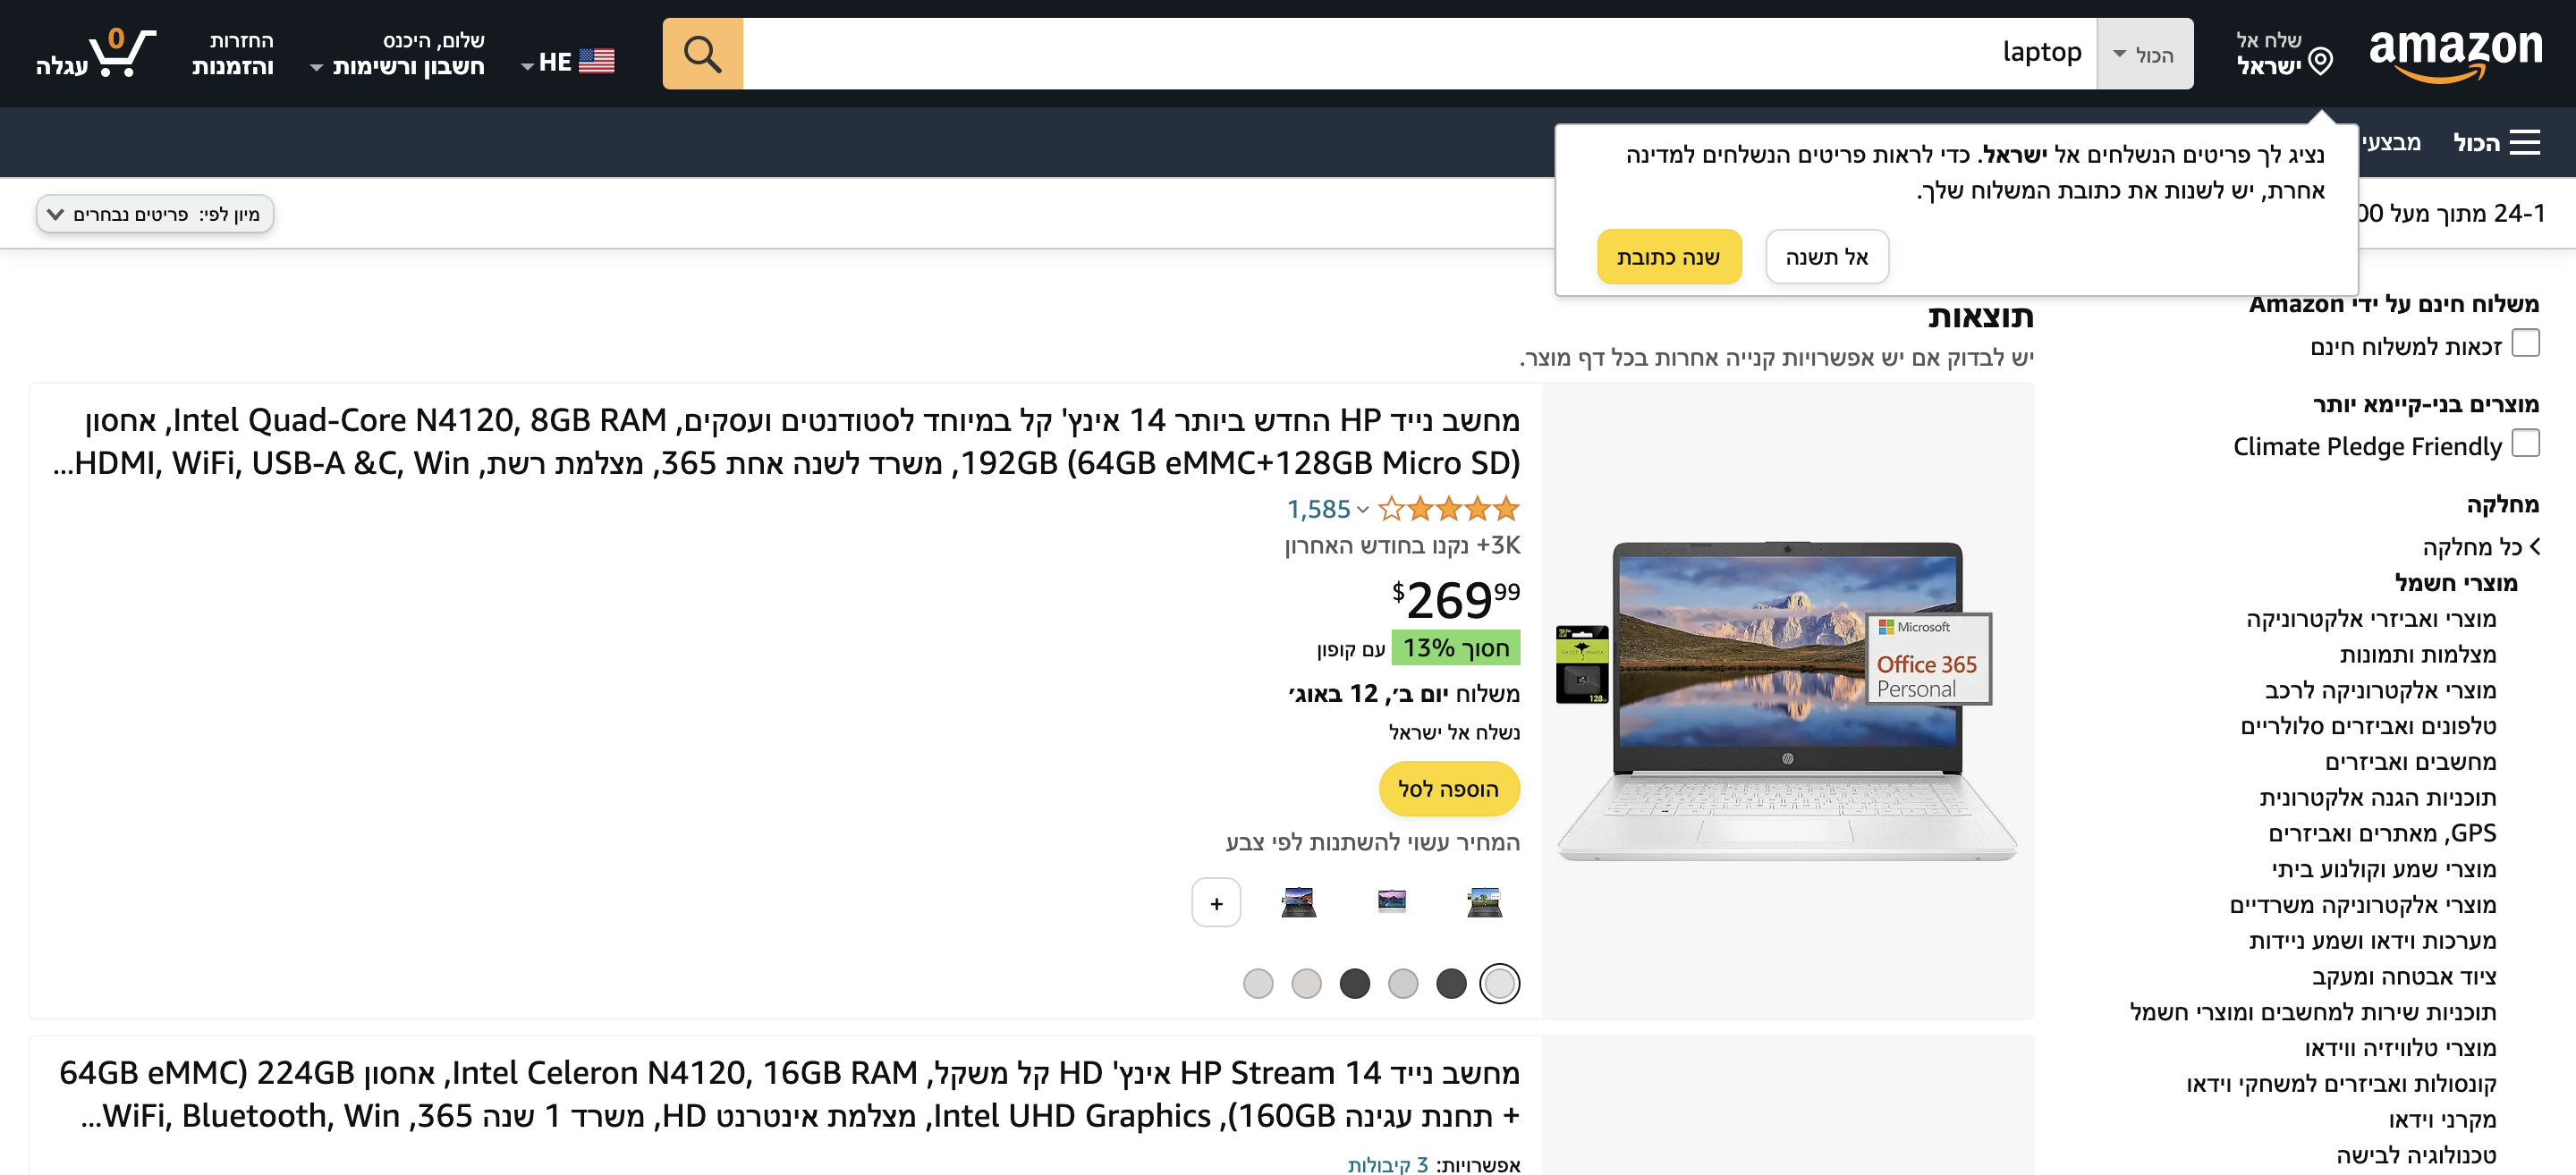 amazon
שלח אל
ישראל
הכול
laptop
HE
שלום, היכנס
חשבון ורשימות
החזרות
והזמנות
0
עגלה
הכול
מבצעי
נציג לך פריטים הנשלחים אל ישראל. כדי לראות פריטים הנשלחים למדינה
אחרת, יש לשנות את כתובת המשלוח שלך.
אל תשנה
שנה כתובת
24-1 מתוך מעל 00
מיון לפי: פריטים נבחרים
משלוח חינם על ידי Amazon
זכאות למשלוח חינם
מוצרים בני-קיימא יותר
Climate Pledge Friendly
מחלקה
כל מחלקה
מוצרי חשמל
מוצרי ואביזרי אלקטרוניקה
מצלמות ותמונות
מוצרי אלקטרוניקה לרכב
טלפונים ואביזרים סלולריים
מחשבים ואביזרים
תוכניות הגנה אלקטרונית
GPS, מאתרים ואביזרים
מוצרי שמע וקולנוע ביתי
מוצרי אלקטרוניקה משרדיים
מערכות וידאו ושמע ניידות
ציוד אבטחה ומעקב
תוכניות שירות למחשבים ומוצרי חשמל
מוצרי טלוויזיה ווידאו
קונסולות ואביזרים למשחקי וידאו
מקרני וידאו
טכנולוגיה לבישה
תוצאות
יש לבדוק אם יש אפשרויות קנייה אחרות בכל דף מוצר.
Microsoft
Office 365
Personal
128
מחשב נייד HP החדש ביותר 14 אינץ' קל במיוחד לסטודנטים ועסקים, Intel Quad-Core N4120, 8GB RAM, אחסון
192GB (64GB eMMC+128GB Micro SD), משרד לשנה אחת 365, מצלמת רשת, HDMI, WiFi, USB-A &C, Win...
1,585
3K+ נקנו בחודש האחרון
$269.99
חסוך 13% עם קופון
משלוח יום ב׳, 12 באוג׳
נשלח אל ישראל
הוספה לסל
המחיר עשוי להשתנות לפי צבע
+
מחשב נייד HP Stream 14 אינץ' HD קל משקל, Intel Celeron N4120, 16GB RAM, אחסון 224GB (64GB eMMC
+ תחנת עגינה 160GB), Intel UHD Graphics, מצלמת אינטרנט HD, משרד 1 שנה 365, WiFi, Bluetooth, Win...
אפשרויות: 3 קיבולות